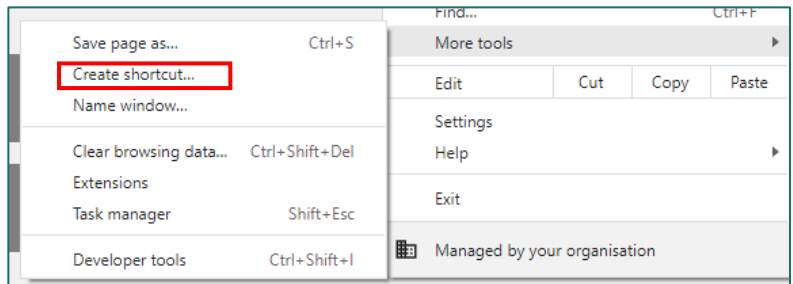 Find... Ctrl+F
More tools
Edit Cut Copy Paste
Settings
Help
Exit
Managed by your organisation
Save page as... Ctrl+S
Create shortcut...
Name window...
Clear browsing data... Ctrl+Shift+Del
Extensions
Task manager Shift+Esc
Developer tools Ctrl+Shift+I